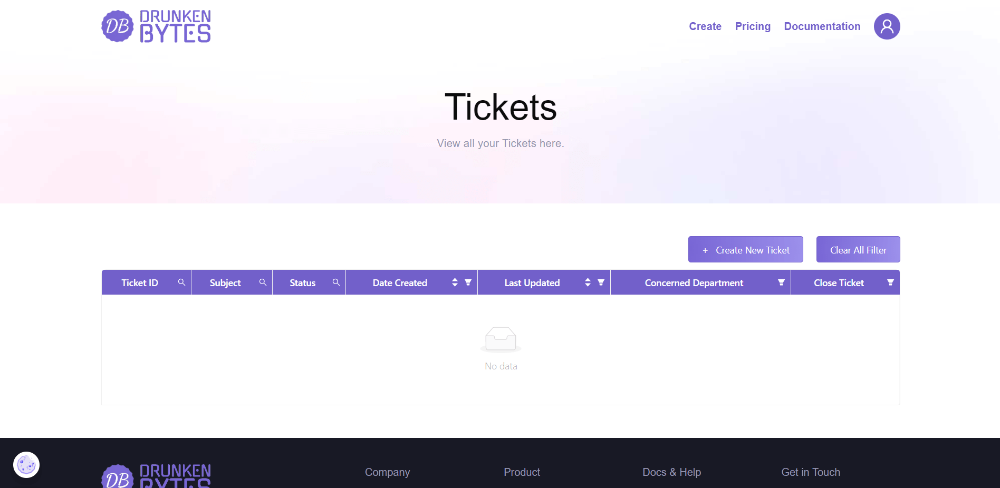 DB DRUNKEN BYTES
Create Pricing Documentation
Tickets
View all your Tickets here.
+ Create New Ticket Clear All Filter
Ticket ID Subject Status Date Created Last Updated Concerned Department Close Ticket
No data
DB DRUNKEN BYTES
Company Product Docs & Help Get in Touch